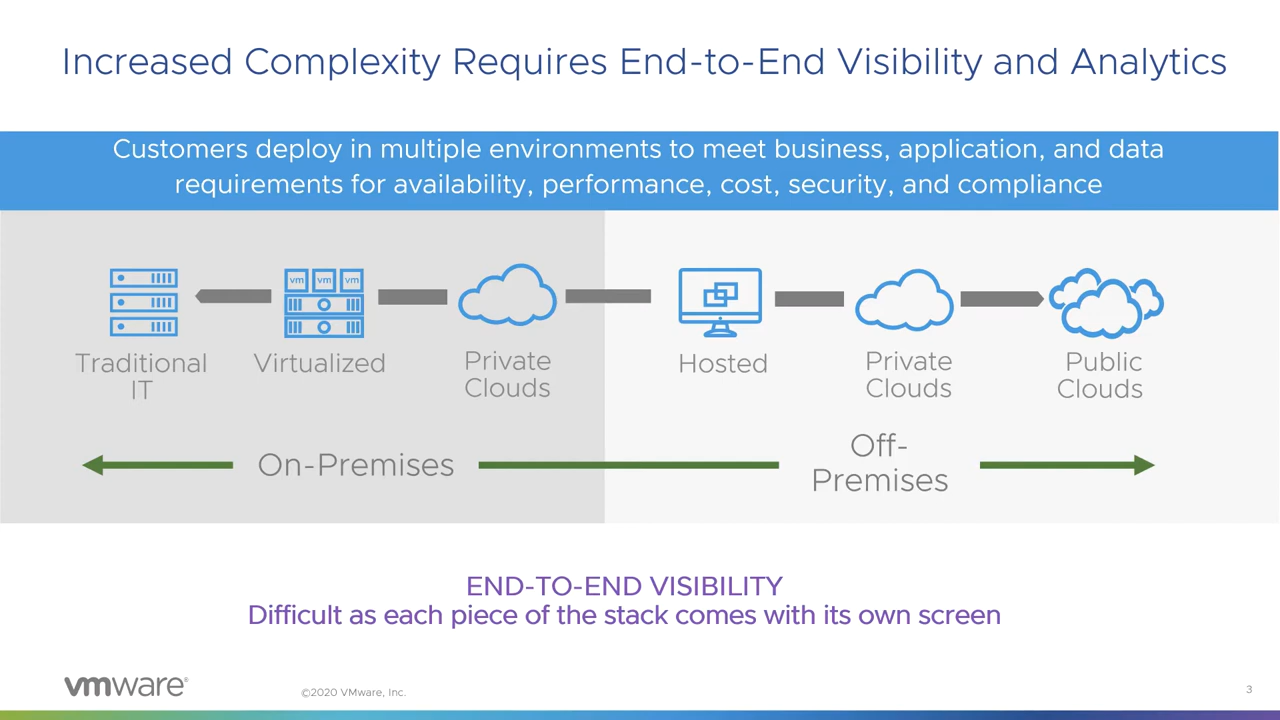 Increased Complexity Requires End-to-End Visibility and Analytics
Customers deploy in multiple environments to meet business, application, and data
requirements for availability, performance, cost, security, and compliance
vm vm vm
Traditional
IT
Virtualized
Private
Clouds
Hosted
Private
Clouds
Public
Clouds
On-Premises
Off-
Premises
END-TO-END VISIBILITY
Difficult as each piece of the stack comes with its own screen
vmware®
©2020 VMware, Inc.
3